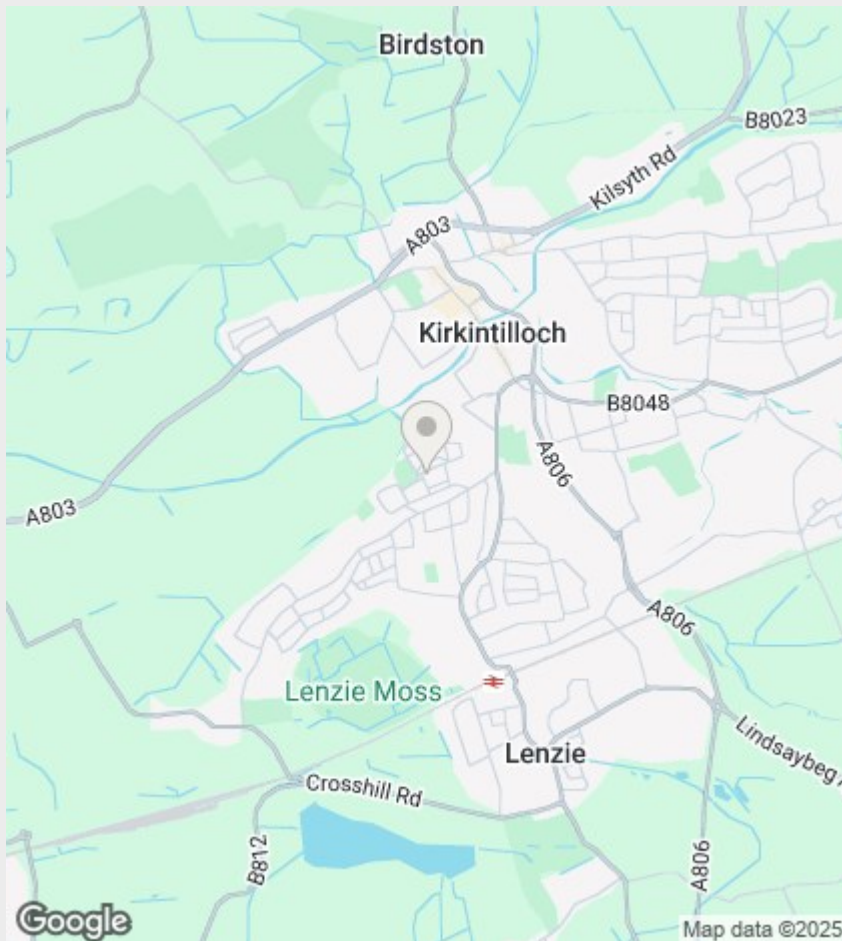 Birdston
B8023
Kilsyth Rd
A803
Kirkintilloch
B8048
A806
A803
A806
Lenzie Moss
Lindsaybeg
Lenzie
Crosshill Rd
B812
A806
Google
Map data ©2025